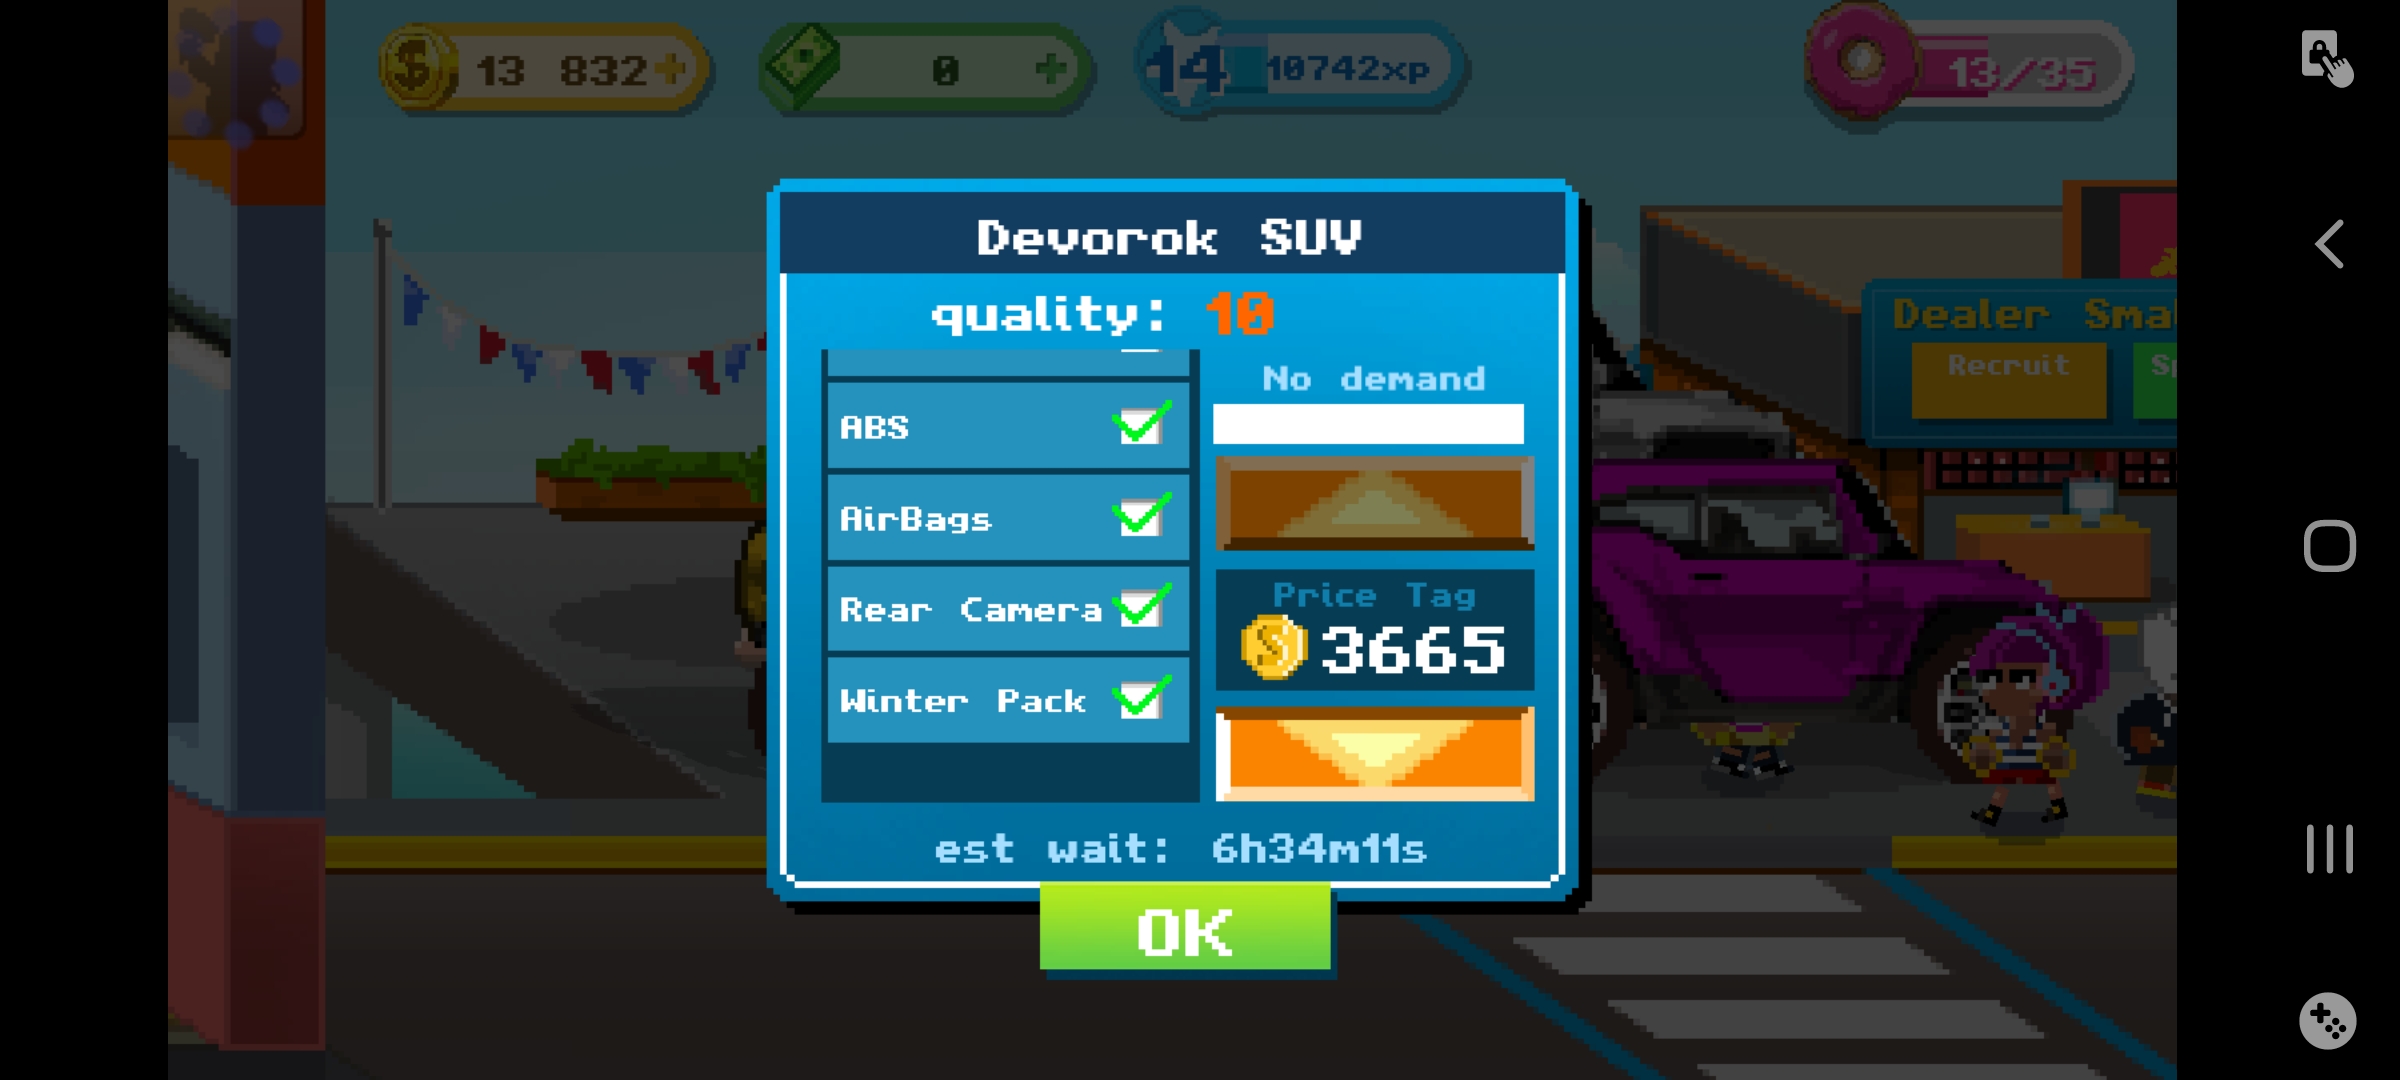 13 832
0
14
10742xp
13/35
Devorok SUV
quality: 10
No demand
ABS
AirBags
Rear Camera
Winter Pack
Price Tag
3665
est wait: 6h34m11s
OK
Dealer
Recruit